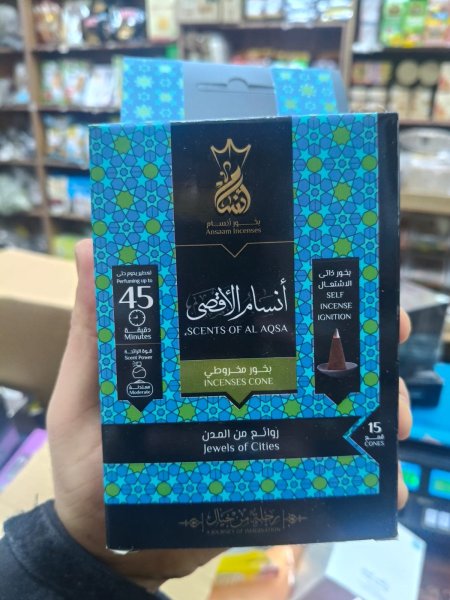 بخور أنسام
Ansaam Incenses
أنسام الأقصى
SCENTS OF AL AQSA
بخور مخروطي
INCENSES CONE
لتعطير يدوم حتى
Perfuming up to
45
دقيقة
Minutes
قوة الرائحة
Scent Power
معتدلة
Moderate
بخور ذاتي
الاشتعال
SELF
INCENSE
IGNITION
روائع من المدن
Jewels of Cities
15
قمع
CONES
رحلة من خيال
A JOURNEY OF IMAGINATION